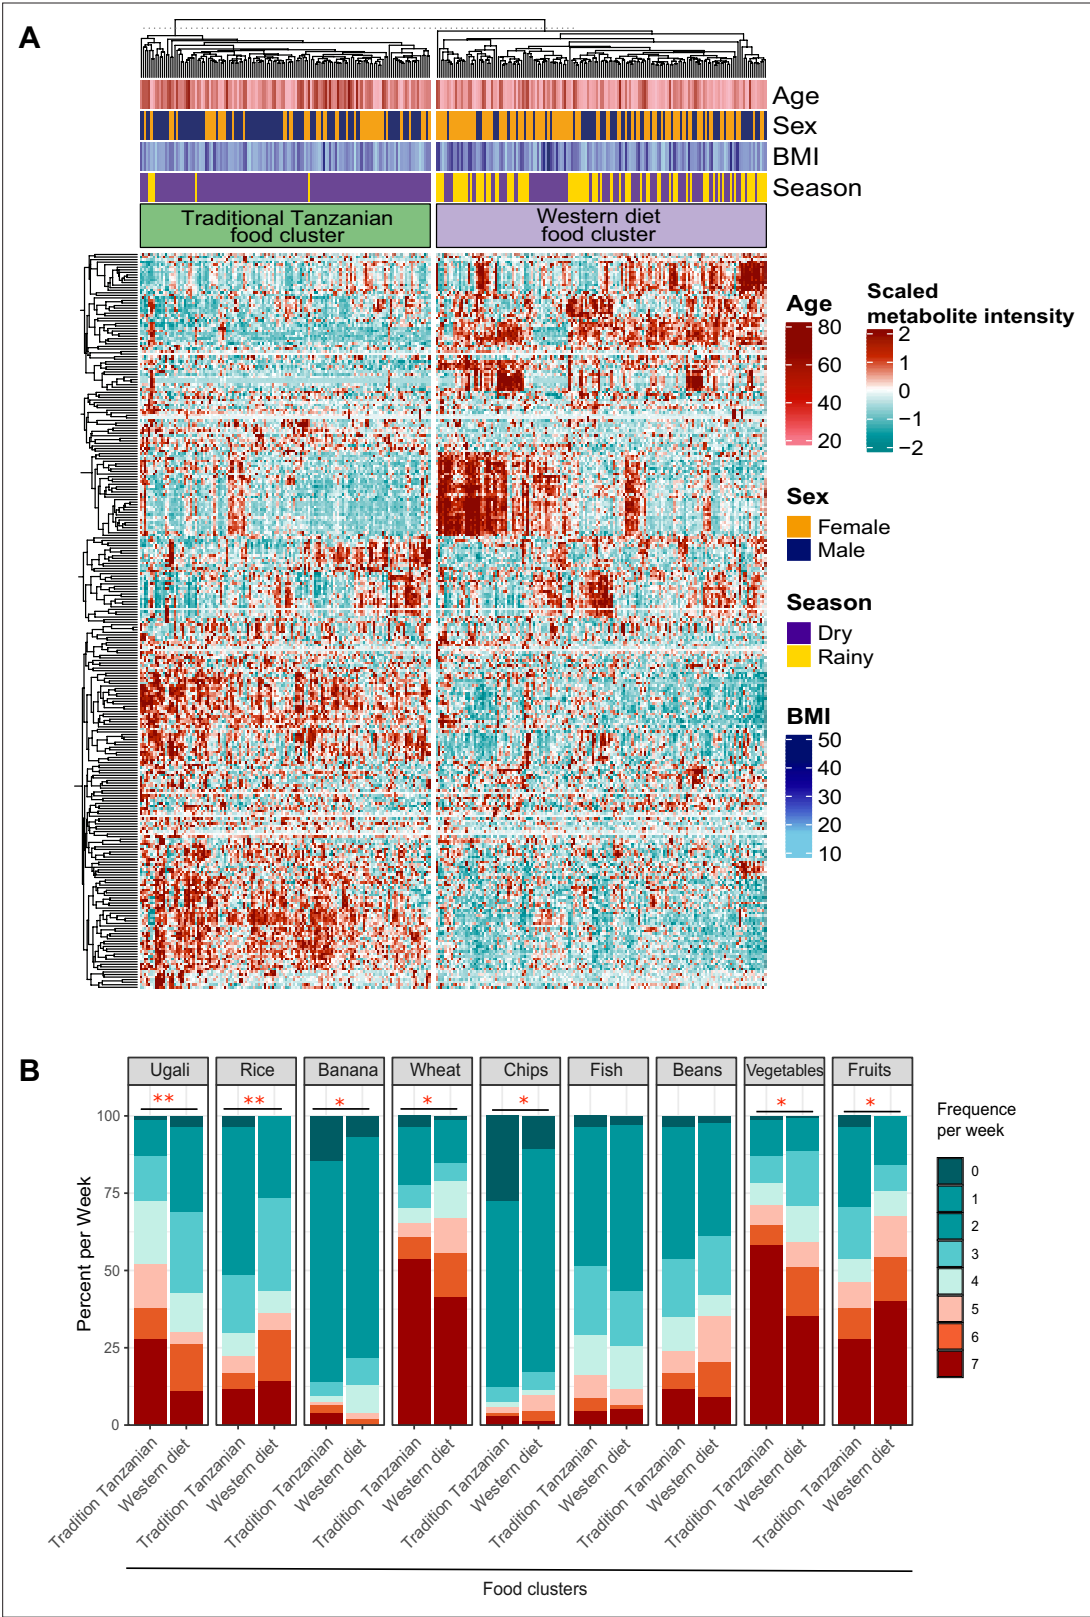 A
Age
Sex
BMI
Season
Traditional Tanzanian
food cluster
Western diet
food cluster
Age
80
60
40
20
Scaled
metabolite intensity
2
1
0
−1
−2
Sex
Female
Male
Season
Dry
Rainy
BMI
50
40
30
20
10
B
Ugali
Rice
Banana
Wheat
Chips
Fish
Beans
Vegetables
Fruits
** ** * * * * *
Percent per Week
100
75
50
25
0
Tradition Tanzanian
Western diet
Tradition Tanzanian
Western diet
Tradition Tanzanian
Western diet
Tradition Tanzanian
Western diet
Tradition Tanzanian
Western diet
Tradition Tanzanian
Western diet
Tradition Tanzanian
Western diet
Tradition Tanzanian
Western diet
Tradition Tanzanian
Western diet
Food clusters
Frequence
per week
0
1
2
3
4
5
6
7